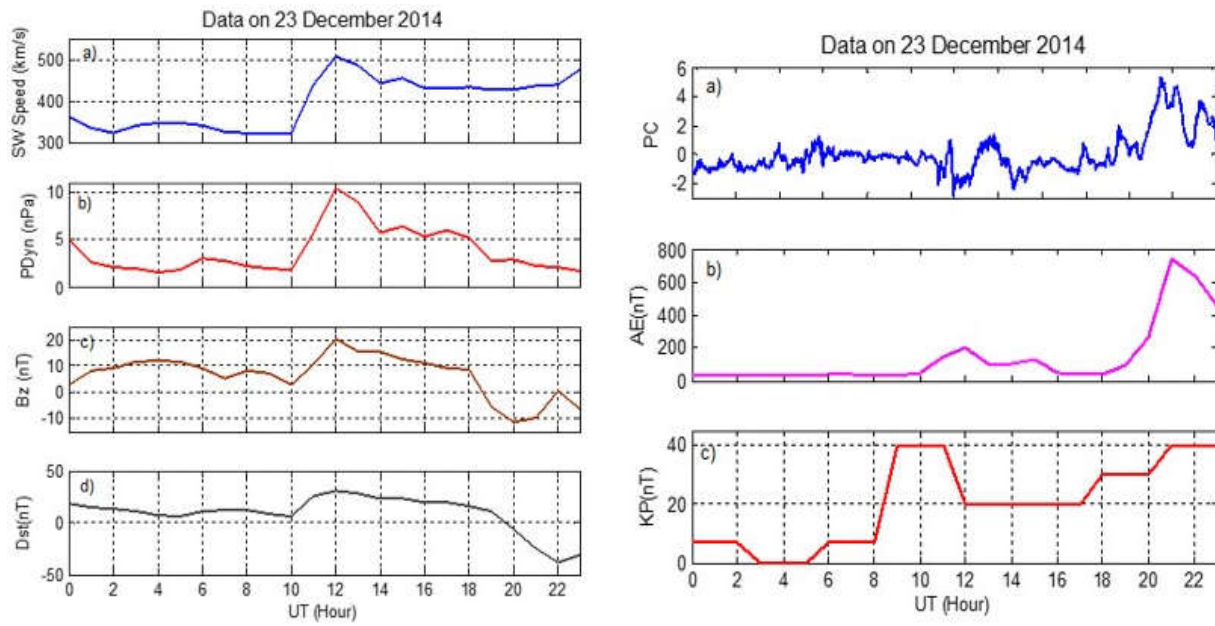 Data on 23 December 2014
a)
SW Speed (km/s)
500
400
300
b)
PDyn (nPa)
10
5
0
c)
Bz (nT)
20
10
0
-10
d)
Dst(nT)
50
0
-50
0 2 4 6 8 10 12 14 16 18 20 22
UT (Hour)
Data on 23 December 2014
a)
PC
6
4
2
0
-2
b)
AE(nT)
800
600
400
200
0
c)
KP(nT)
40
20
0
0 2 4 6 8 10 12 14 16 18 20 22
UT (Hour)